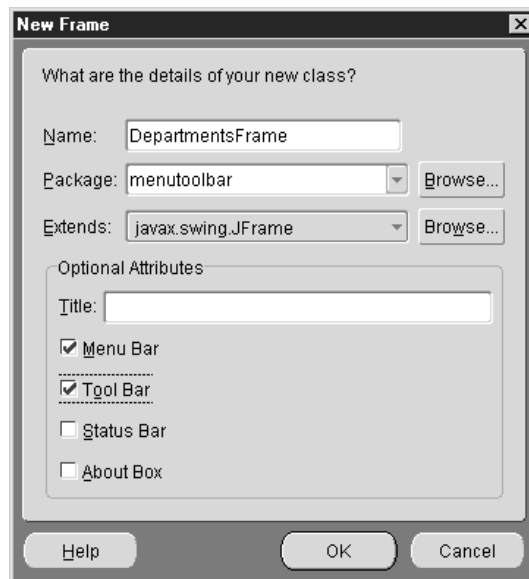 New Frame
What are the details of your new class?
Name: DepartmentsFrame
Package: menutoolbar Browse...
Extends: javax.swing.JFrame Browse...
Optional Attributes
Title:
Menu Bar
Tool Bar
Status Bar
About Box
Help OK Cancel